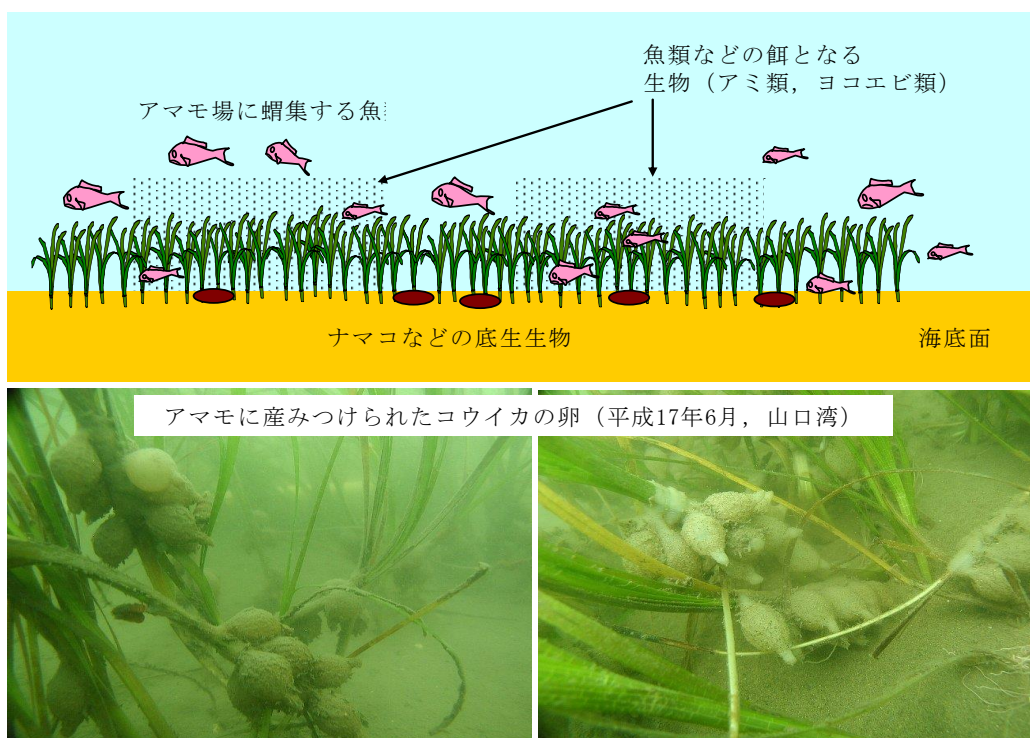 魚類などの餌となる
生物（アミ類，ヨコエビ類）
アマモ場に蝟集する魚
ナマコなどの底生生物
海底面
アマモに産みつけられたコウイカの卵（平成17年6月，山口湾）